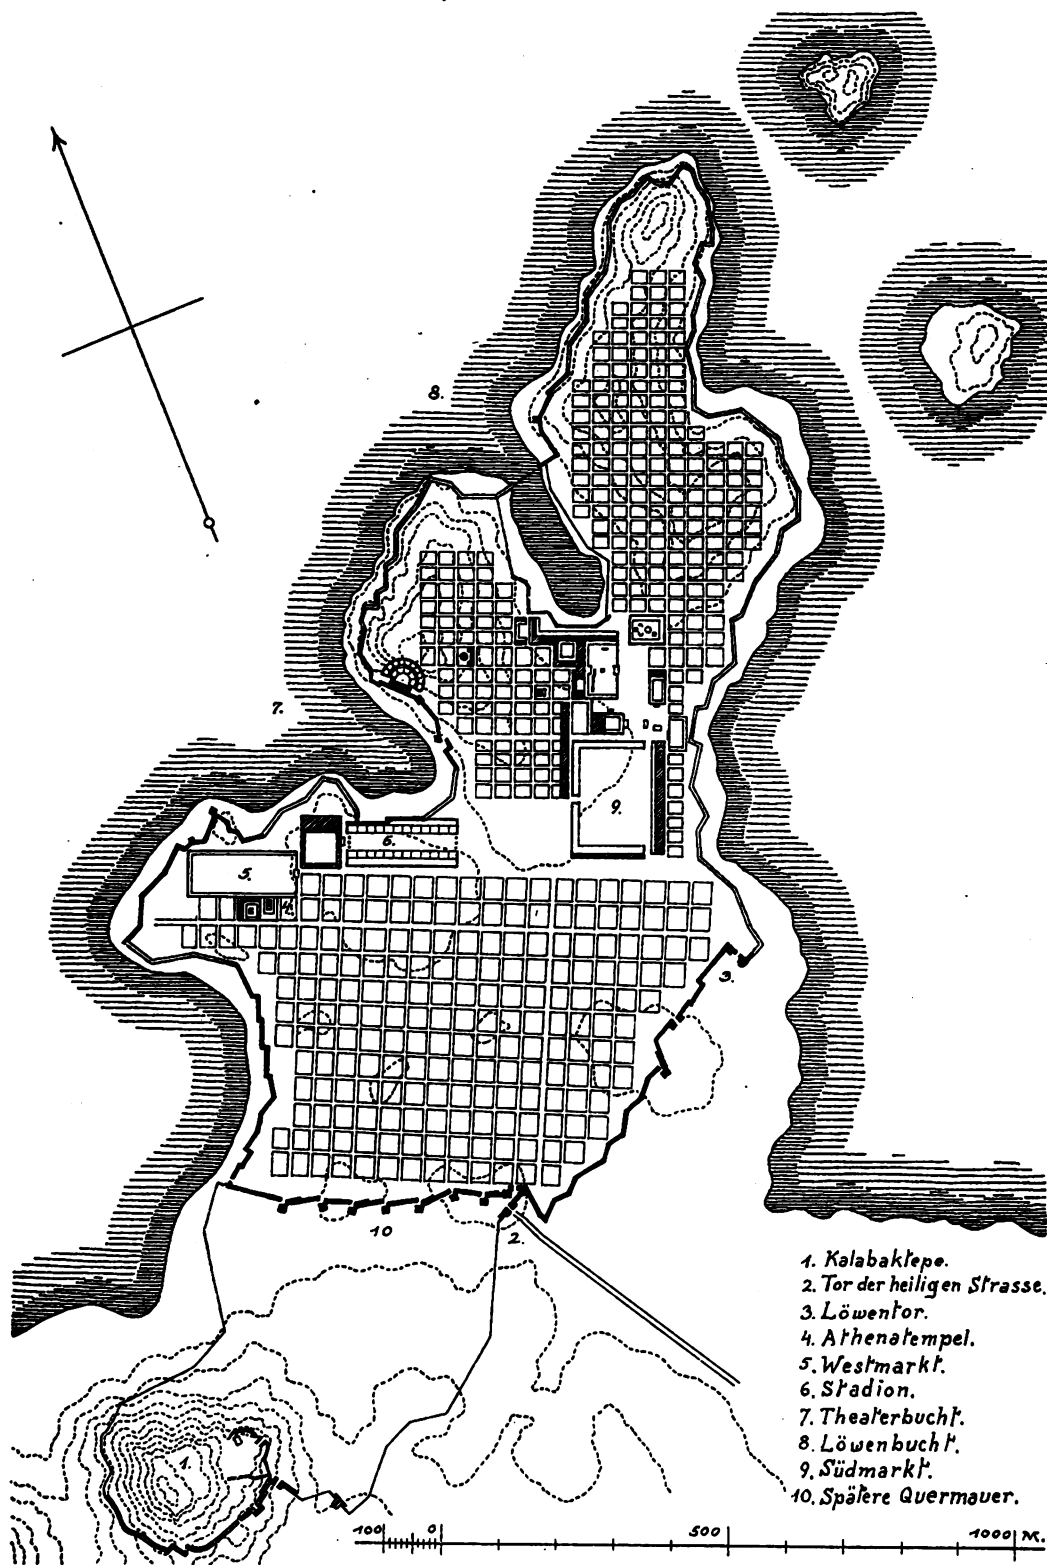 8.
7.
6.
5.
4.
9.
3.
10
2.
1.
1. Kalabaktepe.
2. Tor der heiligen Strasse.
3. Löwentor.
4. Athenatempel.
5. Westmarkt.
6. Stadion.
7. Theaterbucht.
8. Löwenbucht.
9. Südmarkt.
10. Spätere Quermauer.
100 0 500 1000 M.